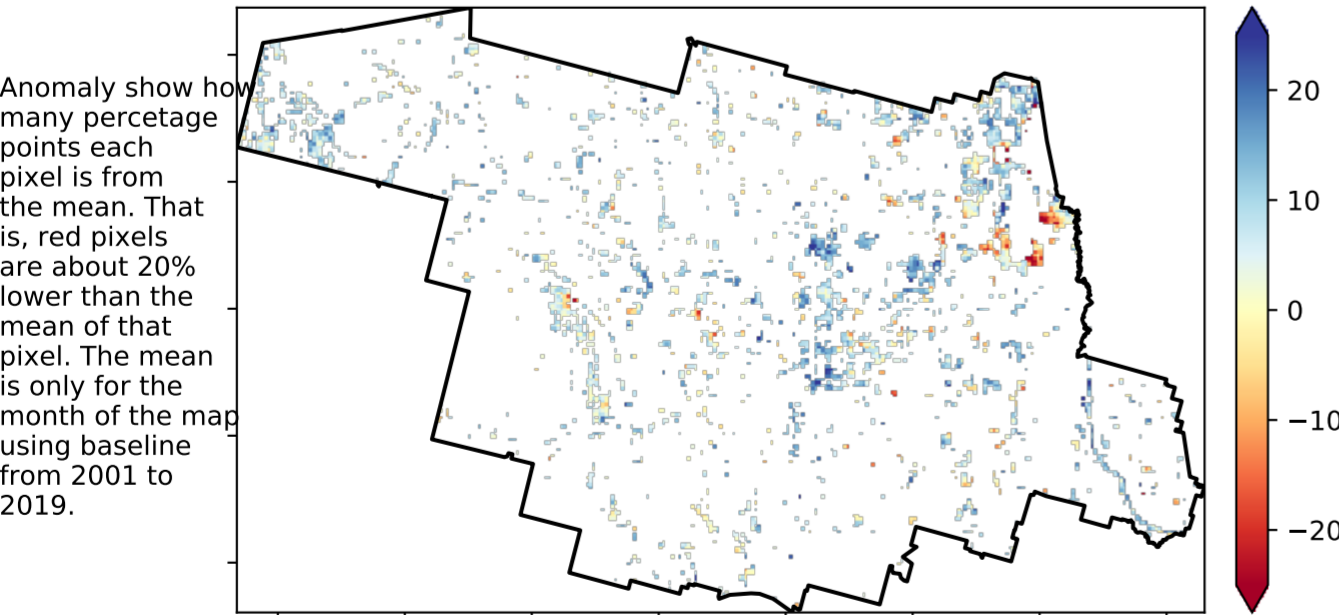 Anomaly show how
many percetage
points each
pixel is from
the mean. That
is, red pixels
are about 20%
lower than the
mean of that
pixel. The mean
is only for the
month of the map
using baseline
from 2001 to
2019.
20
10
0
−10
−20